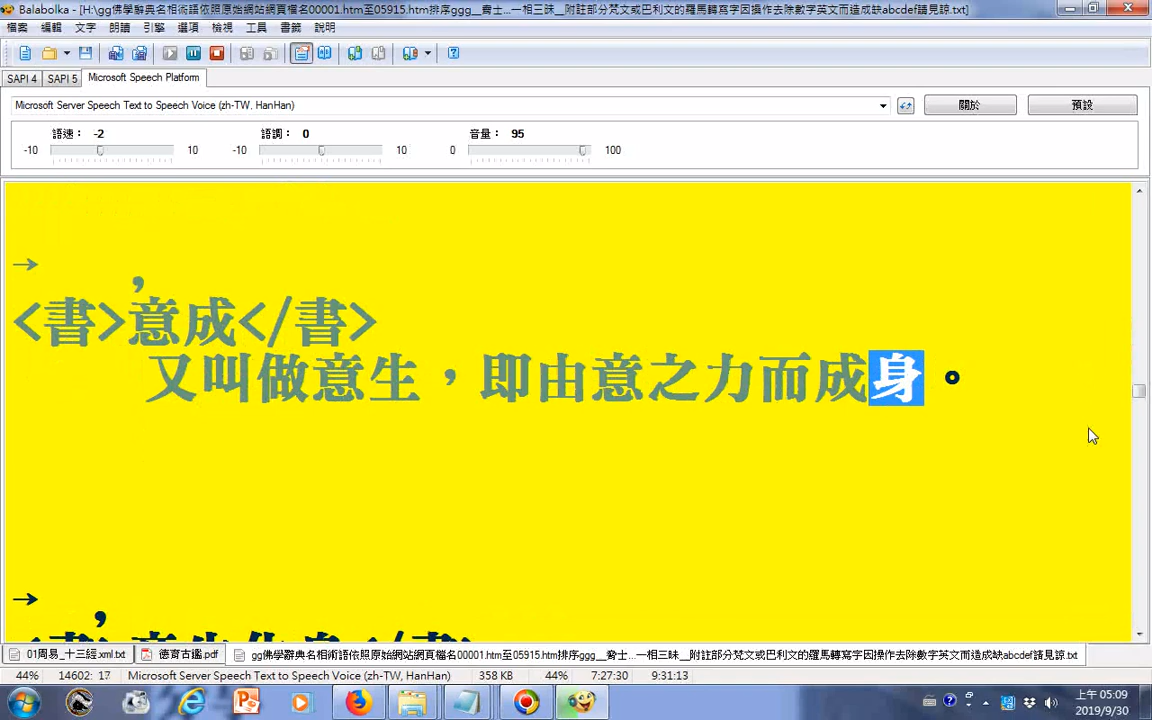 Balabolka - [H:\gg佛學辭典名相術語依照原始網站網頁檔名00001.htm至05915.htm排序ggg__奝士...一相三昧__附註部分梵文或巴利文的羅馬轉寫字因操作去除數字英文而造成缺abcdef請見諒.txt]
檔案 編輯 文字 朗讀 引擎 選項 檢視 工具 書籤 說明
SAPI 4 SAPI 5 Microsoft Speech Platform
Microsoft Server Speech Text to Speech Voice (zh-TW, HanHan) 關於 預設
語速： -2 語調： 0 音量： 95
-10 10 -10 10 0 100
→
，
<書>意成</書>
又叫做意生，即由意之力而成身。
→
，
<書>意生化身</書>
01周易_十三經.xml.txt 德育古鑑.pdf gg佛學辭典名相術語依照原始網站網頁檔名00001.htm至05915.htm排序ggg__奝士...一相三昧__附註部分梵文或巴利文的羅馬轉寫字因操作去除數字英文而造成缺abcdef請見諒.txt
44% 14602: 17 Microsoft Server Speech Text to Speech Voice (zh-TW, HanHan) 358 KB 44% 7:27:30 9:31:13
上午 05:09
2019/9/30